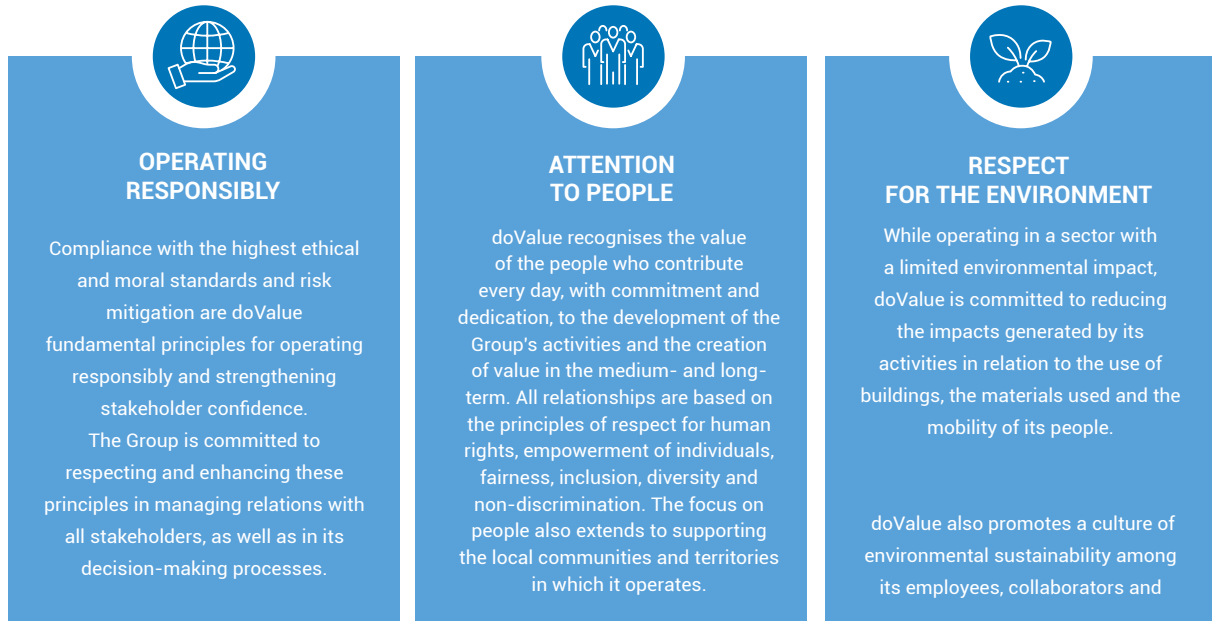 OPERATING
RESPONSIBLY
Compliance with the highest ethical
and moral standards and risk
mitigation are doValue
fundamental principles for operating
responsibly and strengthening
stakeholder confidence.
The Group is committed to
respecting and enhancing these
principles in managing relations with
all stakeholders, as well as in its
decision-making processes.
ATTENTION
TO PEOPLE
doValue recognises the value
of the people who contribute
every day, with commitment and
dedication, to the development of the
Group's activities and the creation
of value in the medium- and long-
term. All relationships are based on
the principles of respect for human
rights, empowerment of individuals,
fairness, inclusion, diversity and
non-discrimination. The focus on
people also extends to supporting
the local communities and territories
in which it operates.
RESPECT
FOR THE ENVIRONMENT
While operating in a sector with
a limited environmental impact,
doValue is committed to reducing
the impacts generated by its
activities in relation to the use of
buildings, the materials used and the
mobility of its people.
doValue also promotes a culture of
environmental sustainability among
its employees, collaborators and